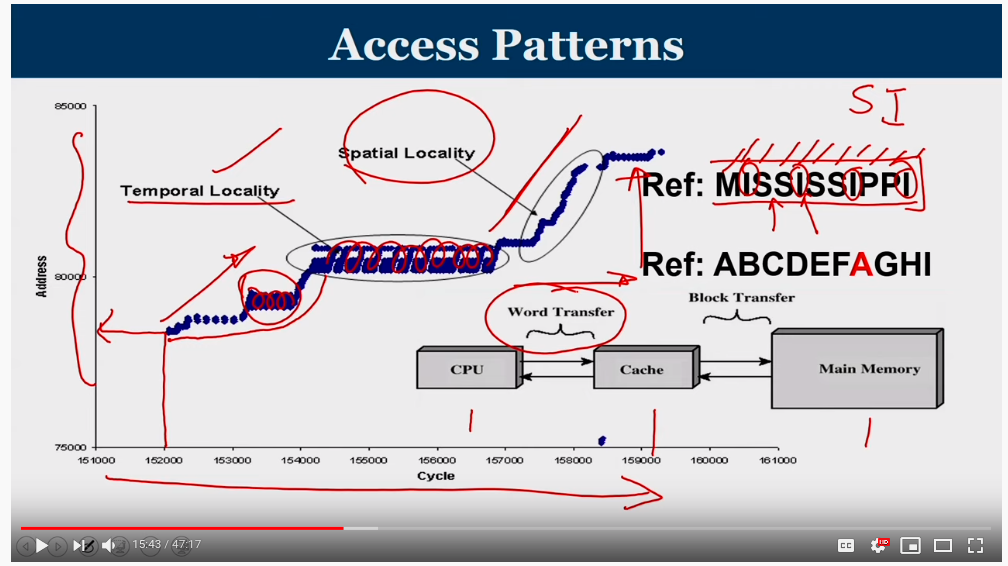 Access Patterns
85000
80000
75000
Address
Temporal Locality
Spatial Locality
S I
Ref: MISSISSIPPI
Ref: ABCDEFAGHI
Word Transfer
Block Transfer
CPU
Cache
Main Memory
151000 152000 153000 154000 155000 156000 157000 158000 159000 160000 161000
Cycle
15:43 / 47:17
CC
HD